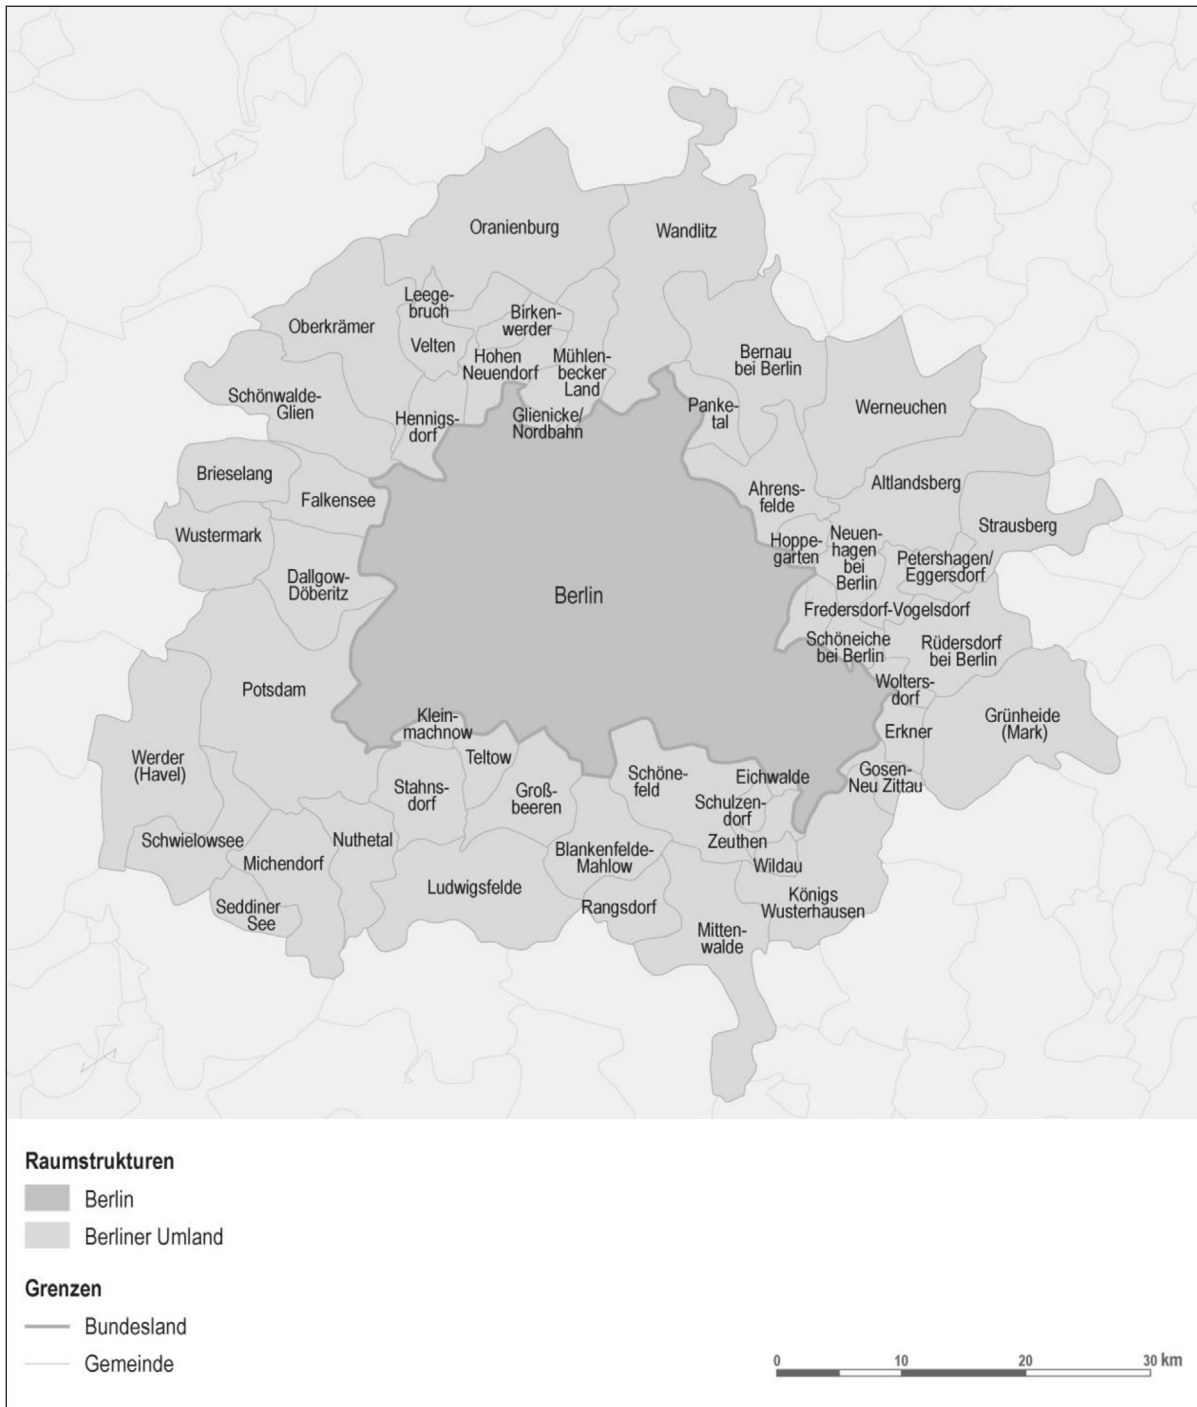 Oranienburg
Wandlitz
Leege-
bruch
Birken-
werder
Oberkrämer
Velten
Hohen
Neuendorf
Mühlen-
becker
Land
Bernau
bei Berlin
Schönwalde-
Glien
Hennigs-
dorf
Glienicke/
Nordbahn
Panke-
tal
Werneuchen
Brieselang
Falkensee
Ahrens-
felde
Altlandsberg
Wustermark
Strausberg
Hoppe-
garten
Neuen-
hagen
bei
Berlin
Petershagen/
Eggersdorf
Dallgow-
Döberitz
Berlin
Fredersdorf-Vogelsdorf
Schöneiche
bei Berlin
Rüdersdorf
bei Berlin
Potsdam
Wolters-
dorf
Klein-
machnow
Erkner
Grünheide
(Mark)
Werder
(Havel)
Teltow
Stahns-
dorf
Groß-
beeren
Schöne-
feld
Eichwalde
Gosen-
Neu Zittau
Schulzen-
dorf
Schwielowsee
Nuthetal
Zeuthen
Michendorf
Blankenfelde-
Mahlow
Wildau
Ludwigsfelde
Königs
Wusterhausen
Seddiner
See
Rangsdorf
Mitten-
walde
Raumstrukturen
Berlin
Berliner Umland
Grenzen
Bundesland
Gemeinde
0 10 20 30 km